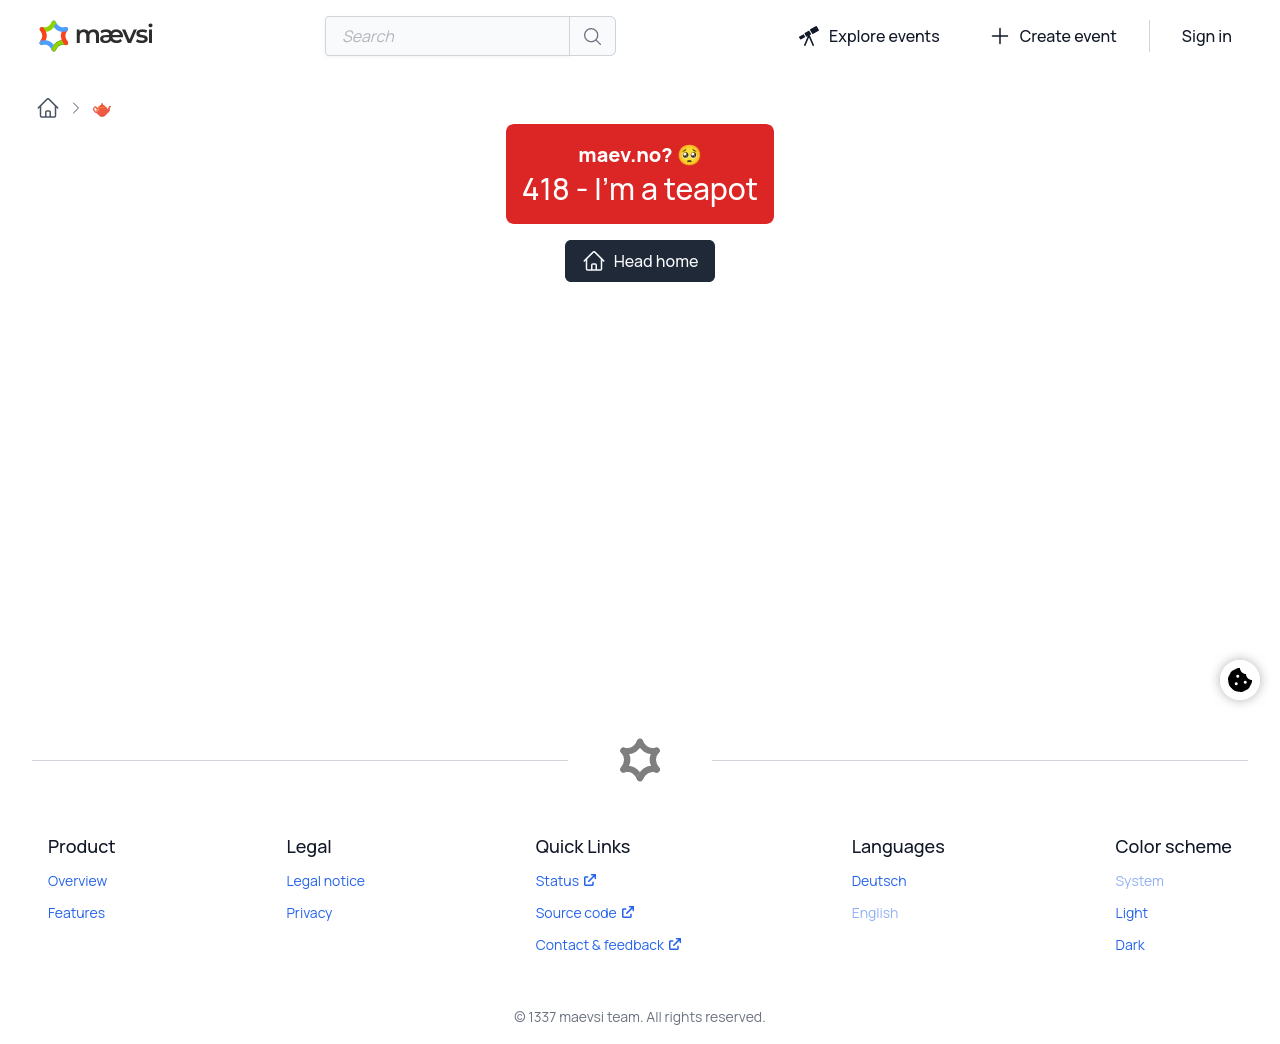 mævsi
Search
Explore events
Create event
Sign in
maev.no? 🥺
418 - I'm a teapot
Head home
Product
Overview
Features
Legal
Legal notice
Privacy
Quick Links
Status
Source code
Contact & feedback
Languages
Deutsch
English
Color scheme
System
Light
Dark
© 1337 maevsi team. All rights reserved.